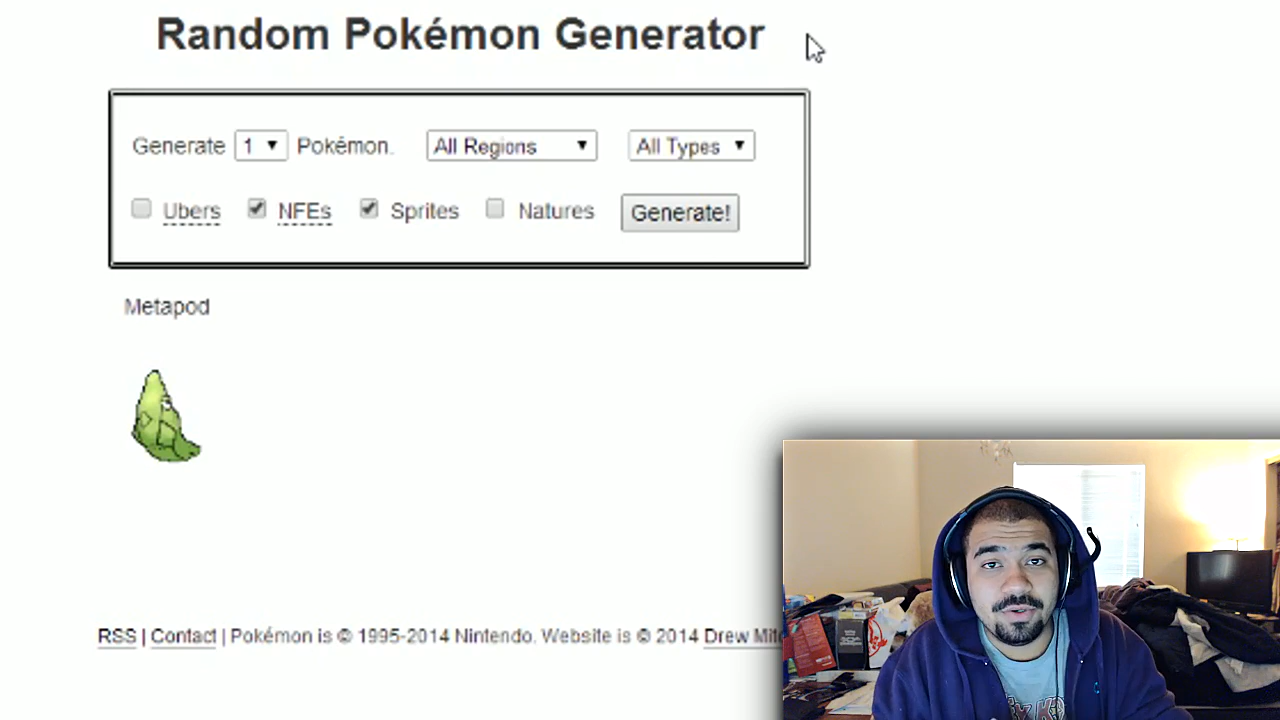 Random Pokémon Generator
Generate 1 Pokémon. All Regions All Types
Ubers NFEs Sprites Natures Generate!
Metapod
RSS | Contact | Pokémon is © 1995-2014 Nintendo. Website is © 2014 Drew